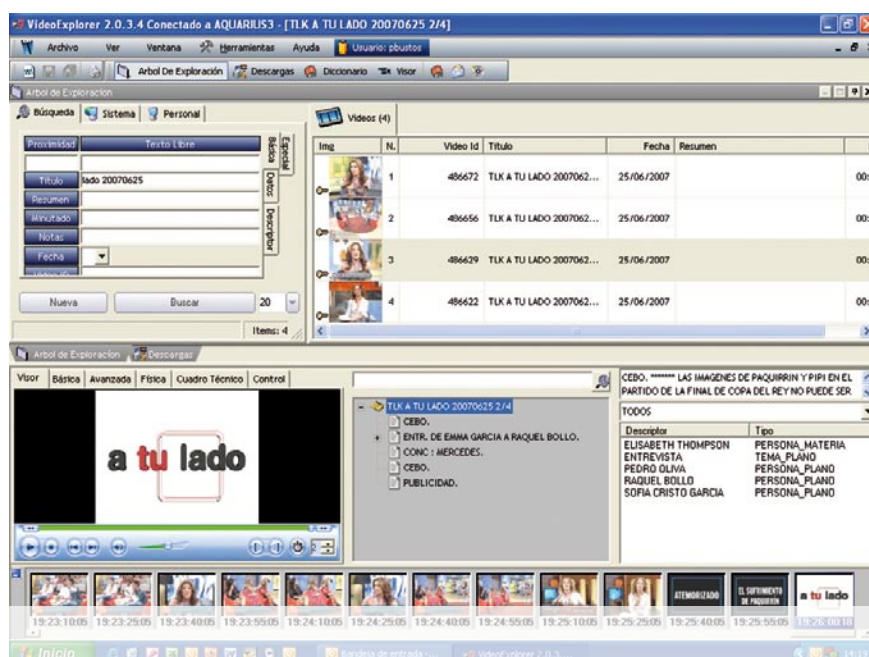 VideoExplorer 2.0.3.4 Conectado a AQUARIUS3 - [TLK A TU LADO 20070625 2/4]
Archivo Ver Ventana Herramientas Ayuda Usuario: pbustos
Arbol De Exploración Descargas Diccionario Visor
Arbol de Exploracion
Búsqueda Sistema Personal
Videos (4)
Proximidad Texto Libre
Título lado 20070625
Resumen
Minutado
Notas
Fecha
Especial
Básica
Datos
Descriptor
Nueva Buscar 20
Items: 4
Img N. Video Id Título Fecha Resumen
1 486672 TLK A TU LADO 2007062... 25/06/2007 00:
2 486656 TLK A TU LADO 2007062... 25/06/2007 00:
3 486629 TLK A TU LADO 2007062... 25/06/2007 00:
4 486622 TLK A TU LADO 2007062... 25/06/2007 00:
Arbol de Exploracion Descargas
Visor Básica Avanzada Física Cuadro Técnico Control
a tu lado
2
TLK A TU LADO 20070625 2/4
CEBO.
ENTR. DE EMMA GARCIA A RAQUEL BOLLO.
CONC : MERCEDES.
CEBO.
PUBLICIDAD.
CEBO. ****** LAS IMAGENES DE PAQUIRRIN Y PIPI EN EL
PARTIDO DE LA FINAL DE COPA DEL REY NO PUEDE SER
TODOS
Descriptor Tipo
ELISABETH THOMPSON PERSONA_MATERIA
ENTREVISTA TEMA_PLANO
PEDRO OLIVA PERSONA_PLANO
RAQUEL BOLLO PERSONA_PLANO
SOFIA CRISTO GARCIA PERSONA_PLANO
ATEMORIZADO
EL SUFRIMIENTO
DE PAQUIRRIN
a tu lado
19:23:10:05 19:23:25:05 19:23:40:05 19:23:55:05 19:24:10:05 19:24:25:05 19:24:40:05 19:24:55:05 19:25:10:05 19:25:25:05 19:25:40:05 19:25:55:05 19:26:00:18
Inicio Bandeja de entrada -... VideoExplorer 2.0.3 14:19